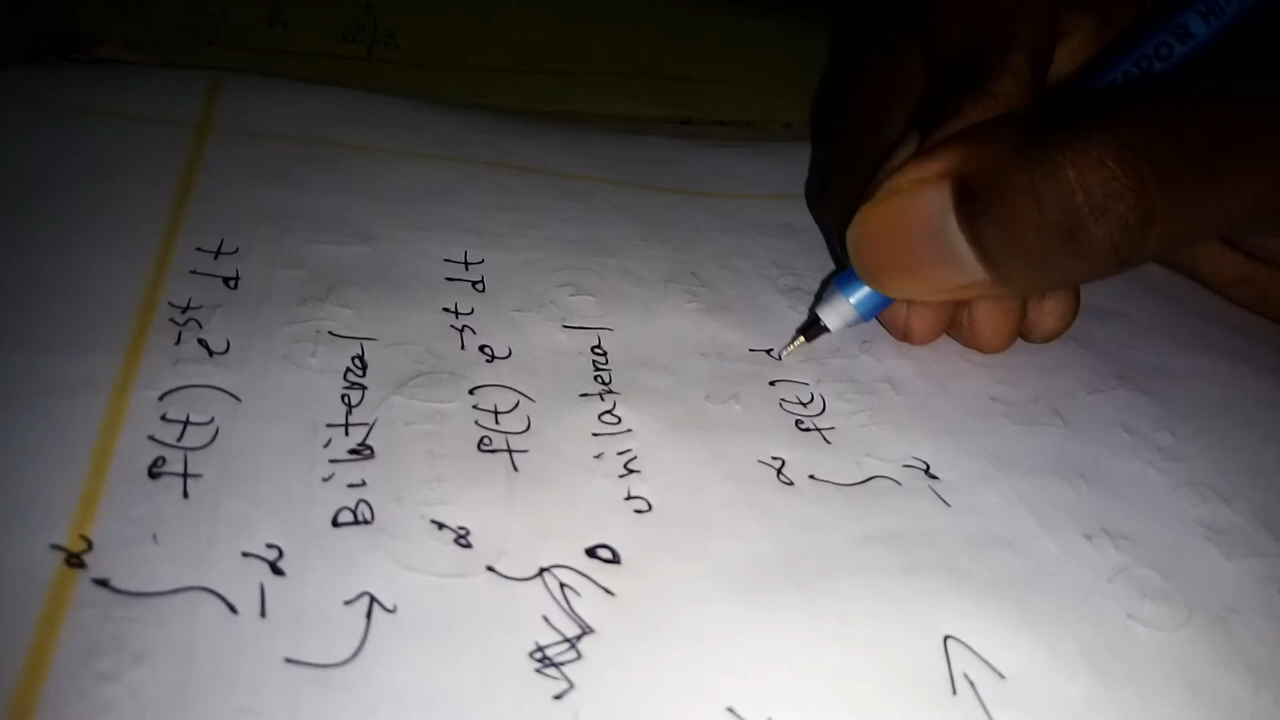 ∫_{-∞}^{∞} f(t) e^{-st} dt
↳ Bilateral
∫_{0}^{∞} f(t) e^{-st} dt
unilateral
∫_{-∞}^{∞} f(t)